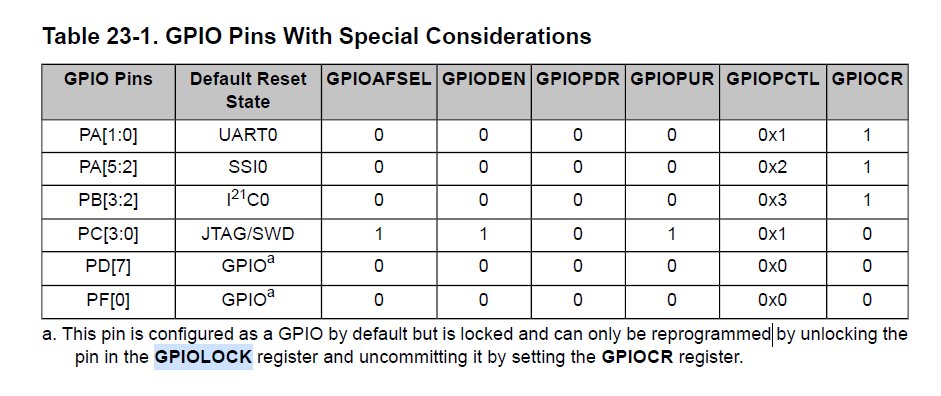 Table 23-1. GPIO Pins With Special Considerations
GPIO Pins Default Reset State GPIOAFSEL GPIODEN GPIOPDR GPIOPUR GPIOPCTL GPIOCR
PA[1:0] UART0 0 0 0 0 0x1 1
PA[5:2] SSI0 0 0 0 0 0x2 1
PB[3:2] I21C0 0 0 0 0 0x3 1
PC[3:0] JTAG/SWD 1 1 0 1 0x1 0
PD[7] GPIOa 0 0 0 0 0x0 0
PF[0] GPIOa 0 0 0 0 0x0 0
a. This pin is configured as a GPIO by default but is locked and can only be reprogrammed by unlocking the
pin in the GPIOLOCK register and uncommitting it by setting the GPIOCR register.